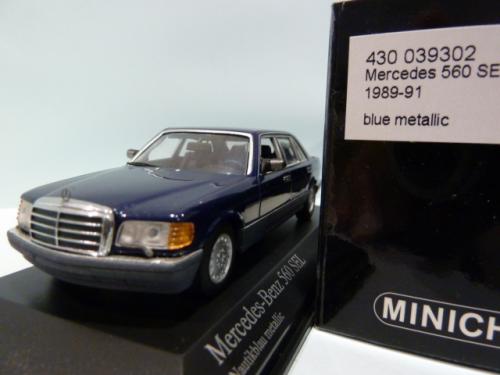 430 039302
Mercedes 560 SE
1989-91
blue metallic
Mercedes-Benz 560 SEL
Nautikblau metallic
MINICH